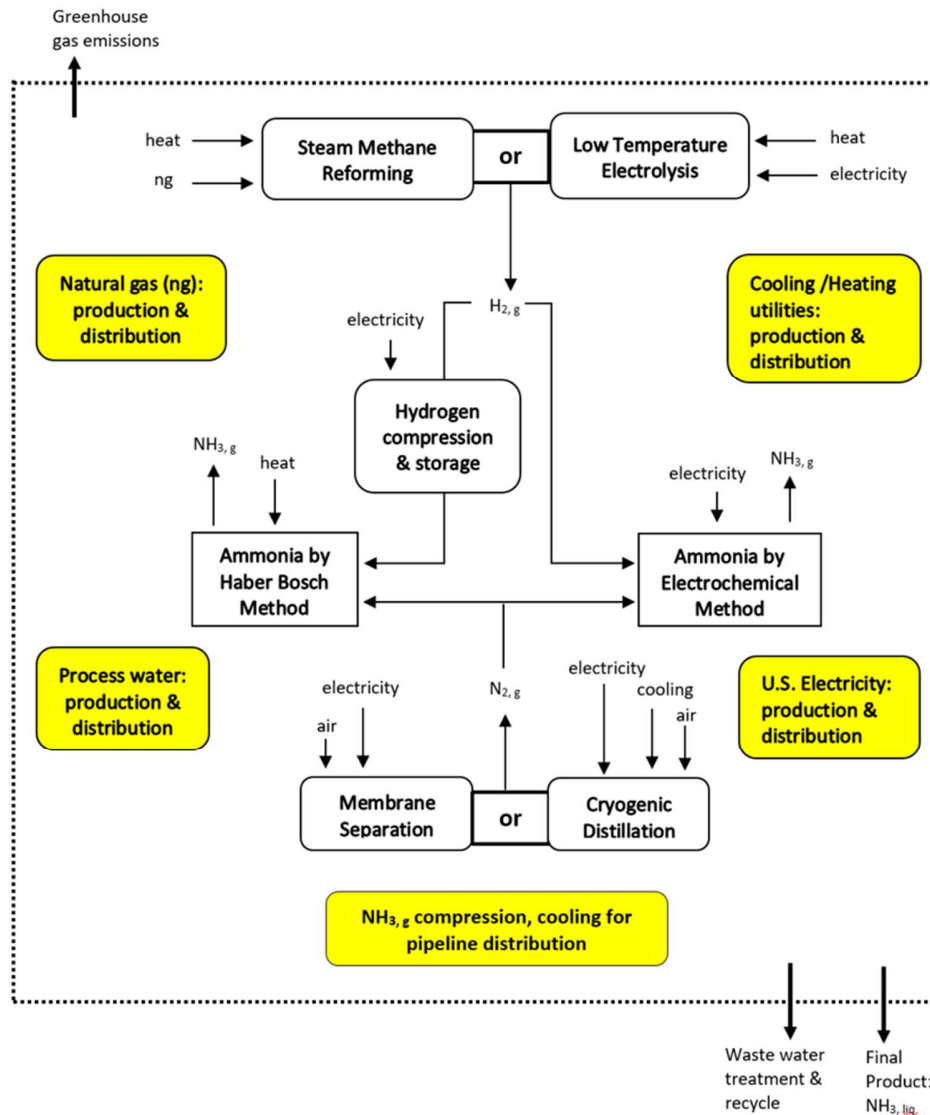 Greenhouse
gas emissions
heat
ng
Steam Methane
Reforming
or
Low Temperature
Electrolysis
heat
electricity
Natural gas (ng):
production &
distribution
Cooling /Heating
utilities:
production &
distribution
H2, g
electricity
Hydrogen
compression
& storage
NH3, g
heat
electricity
NH3, g
Ammonia by
Haber Bosch
Method
Ammonia by
Electrochemical
Method
Process water:
production &
distribution
U.S. Electricity:
production &
distribution
electricity
air
N2, g
electricity
cooling
air
Membrane
Separation
or
Cryogenic
Distillation
NH3, g compression, cooling for
pipeline distribution
Waste water
treatment &
recycle
Final
Product:
NH3, liq.